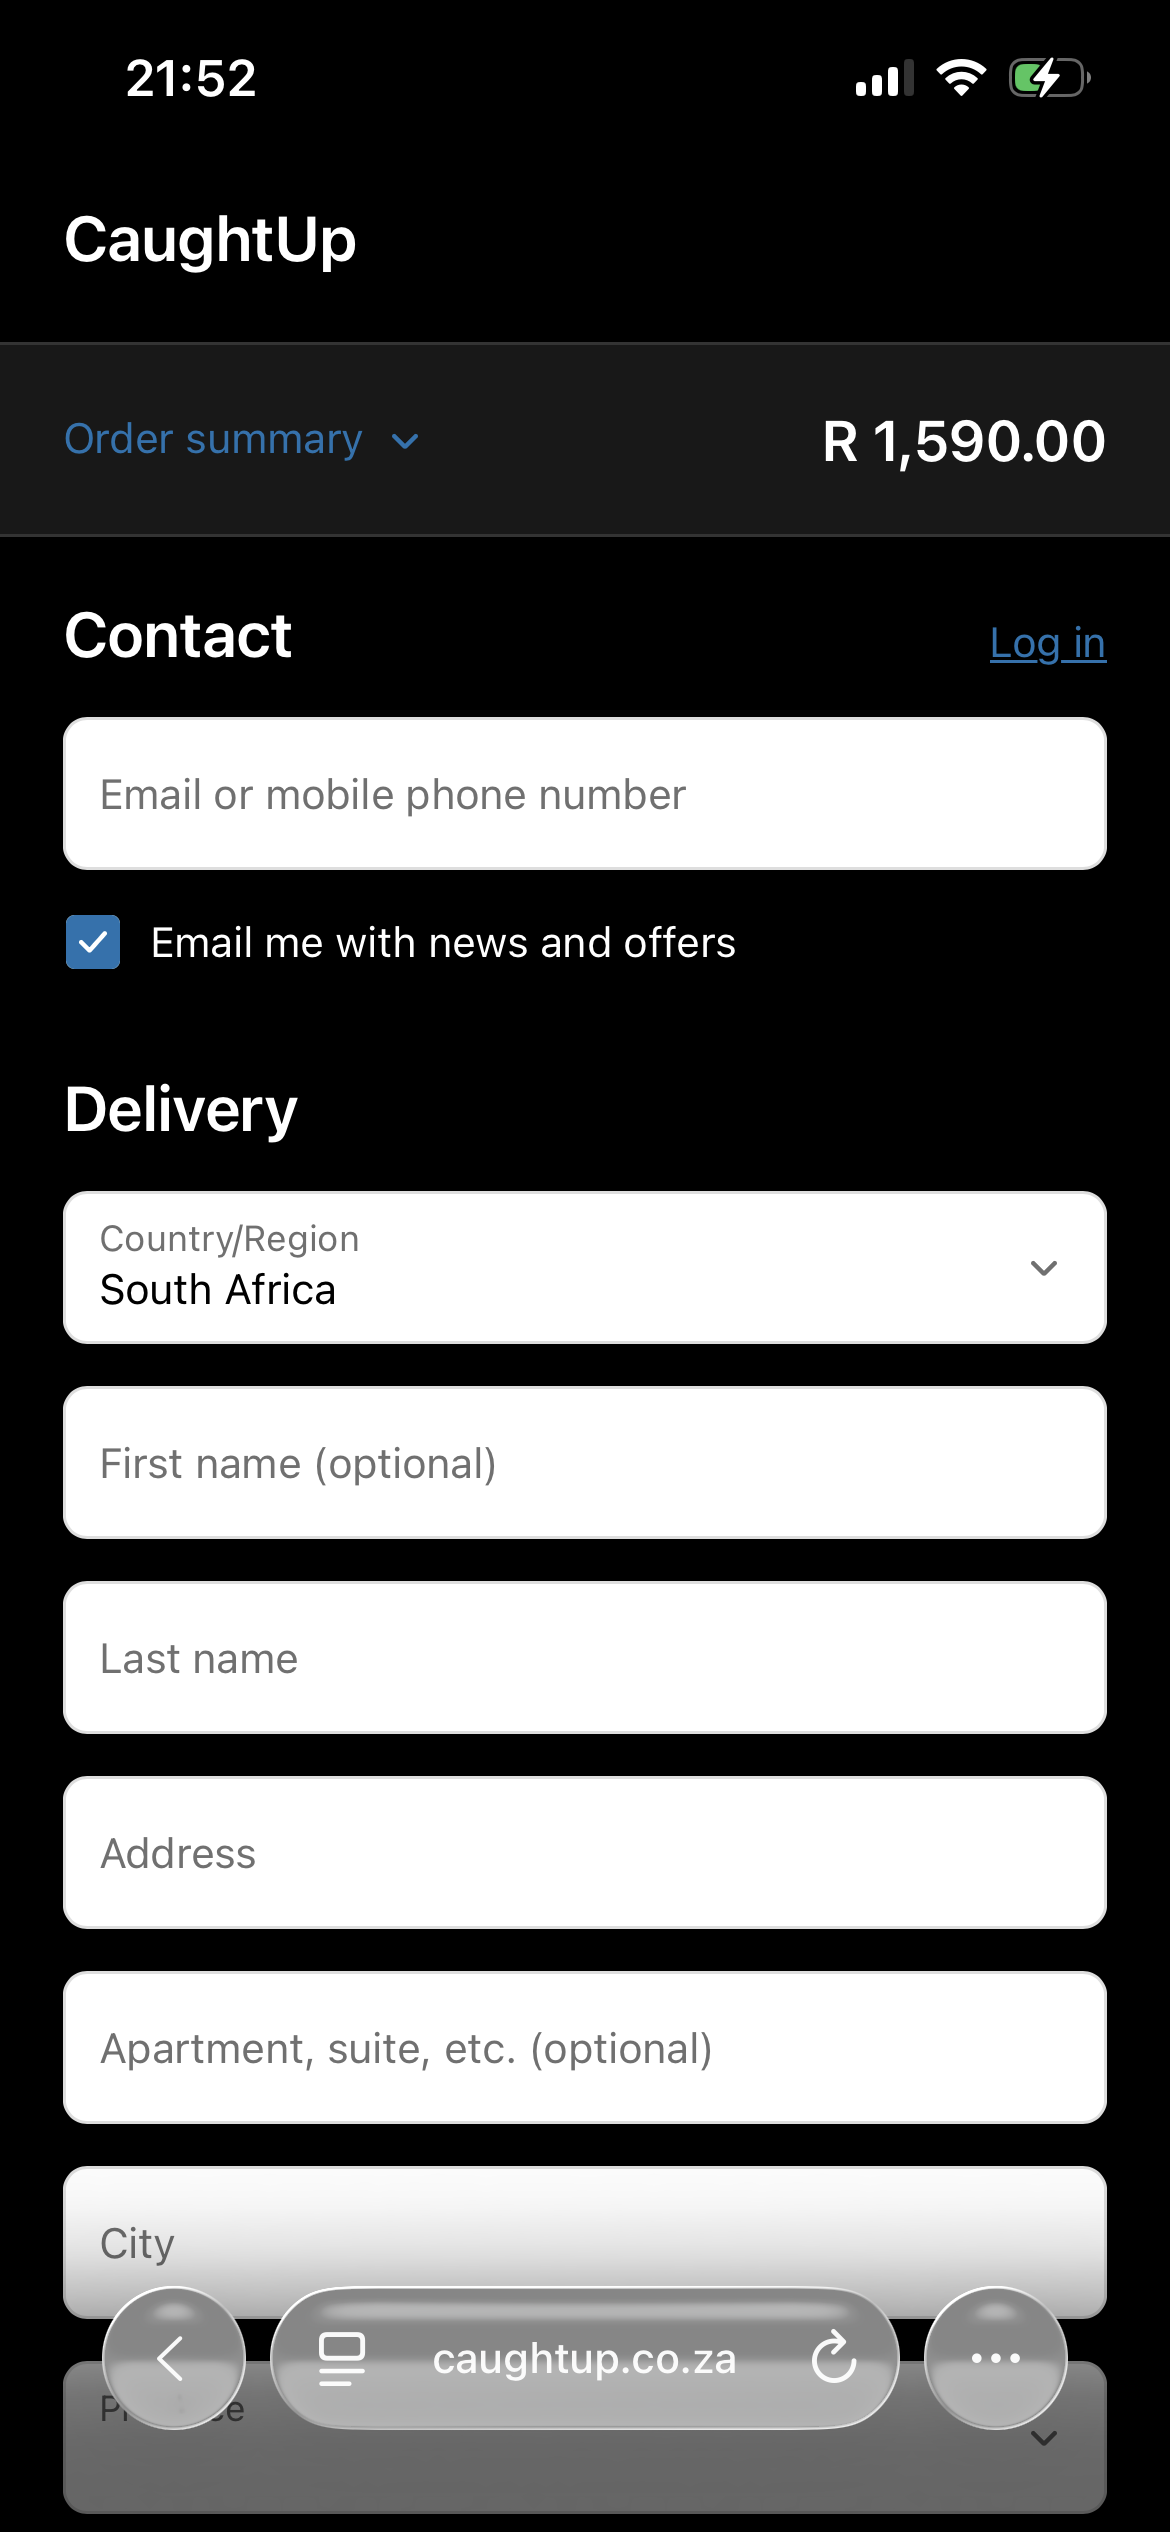 21:52
CaughtUp
Order summary
R 1,590.00
Contact
Log in
Email or mobile phone number
Email me with news and offers
Delivery
Country/Region
South Africa
First name (optional)
Last name
Address
Apartment, suite, etc. (optional)
City
caughtup.co.za